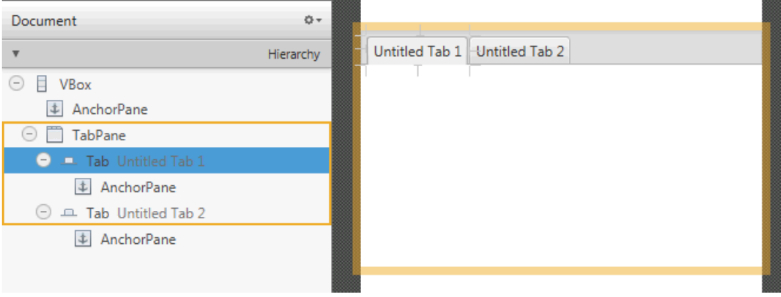 Document
Hierarchy
VBox
AnchorPane
TabPane
Tab Untitled Tab 1
AnchorPane
Tab Untitled Tab 2
AnchorPane
Untitled Tab 1 Untitled Tab 2